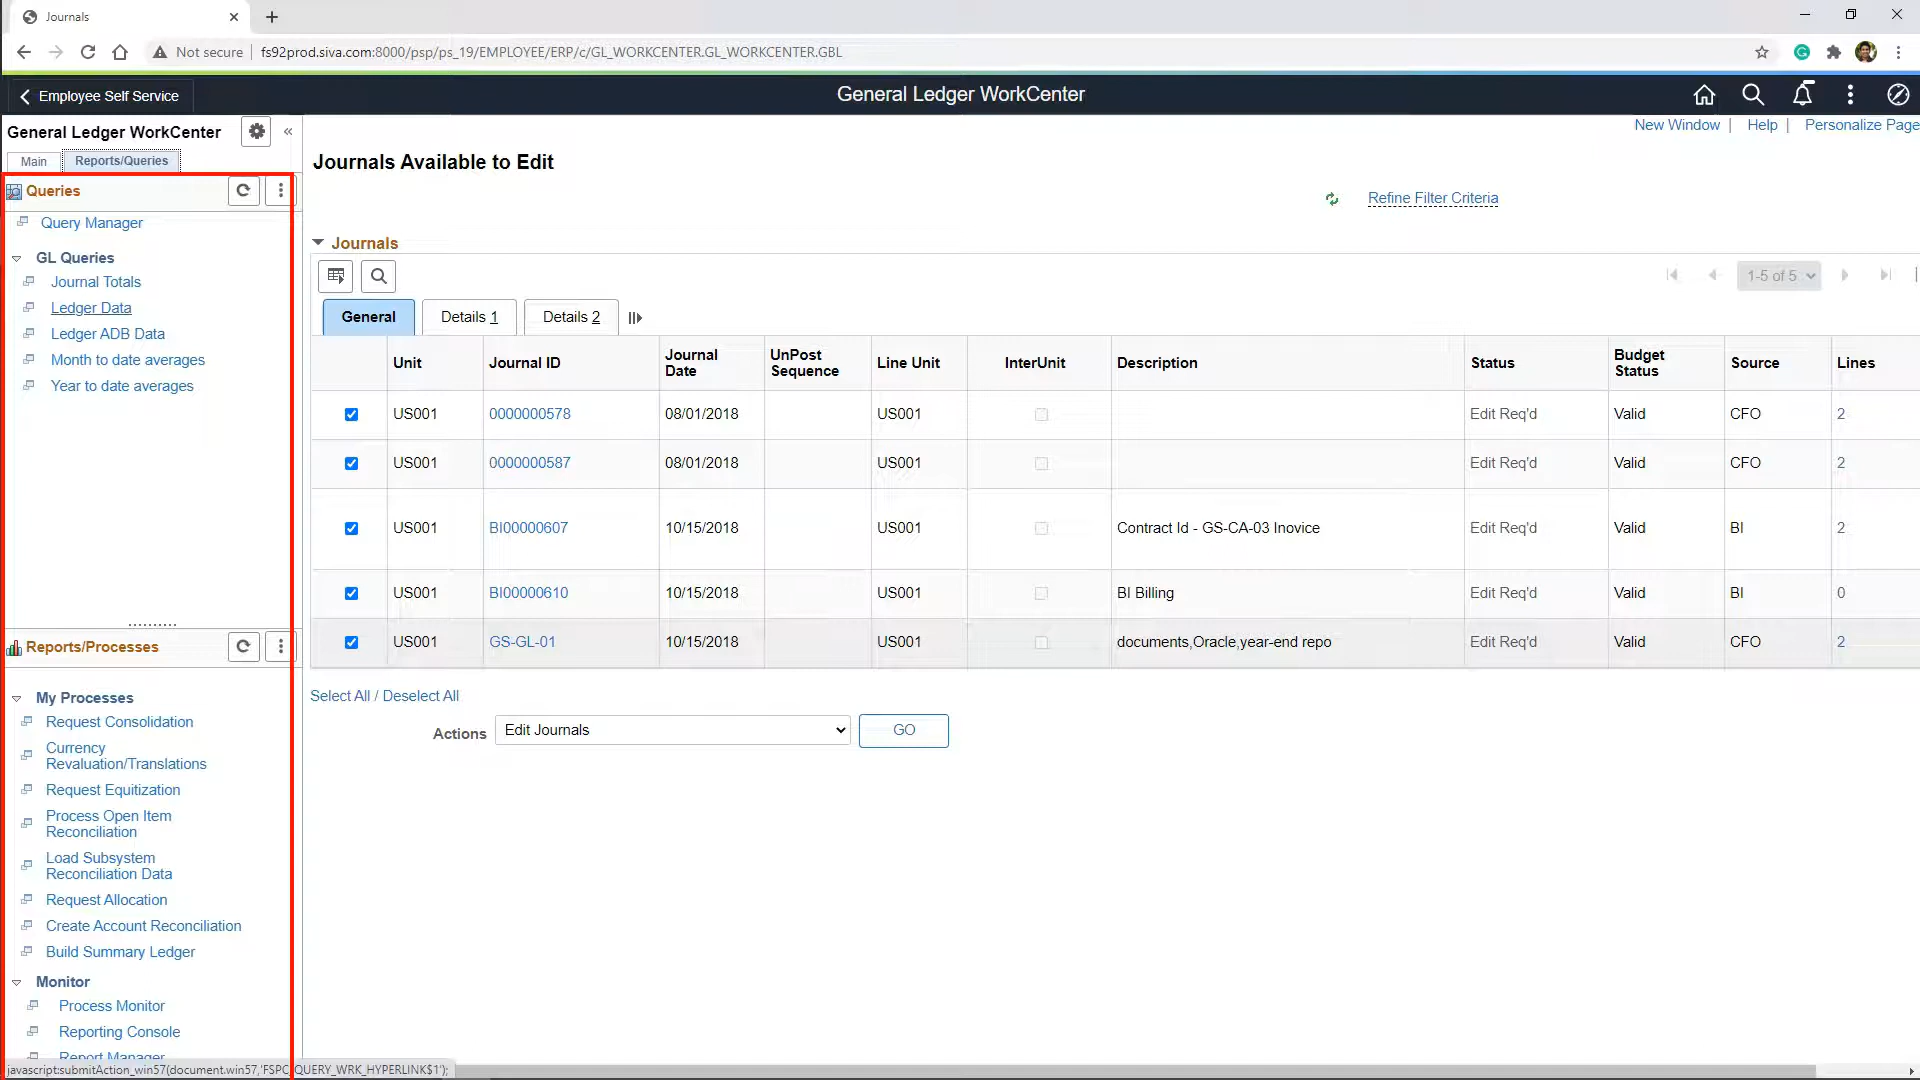 Journals
Not secure
fs92prod.siva.com:8000/psp/ps_19/EMPLOYEE/ERP/c/GL_WORKCENTER.GL_WORKCENTER.GBL
Employee Self Service
General Ledger WorkCenter
New Window | Help | Personalize Page
General Ledger WorkCenter
Main
Reports/Queries
Queries
Query Manager
GL Queries
Journal Totals
Ledger Data
Ledger ADB Data
Month to date averages
Year to date averages
Reports/Processes
My Processes
Request Consolidation
Currency
Revaluation/Translations
Request Equitization
Process Open Item
Reconciliation
Load Subsystem
Reconciliation Data
Request Allocation
Create Account Reconciliation
Build Summary Ledger
Monitor
Process Monitor
Reporting Console
Report Manager
javascript:submitAction_win57(document.win57,'FSPC_QUERY_WRK_HYPERLINK$1');
Journals Available to Edit
Refine Filter Criteria
Journals
1-5 of 5
General
Details 1
Details 2
Unit Journal ID Journal Date UnPost Sequence Line Unit InterUnit Description Status Budget Status Source Lines
US001 0000000578 08/01/2018 US001 Edit Req'd Valid CFO 2
US001 0000000587 08/01/2018 US001 Edit Req'd Valid CFO 2
US001 BI00000607 10/15/2018 US001 Contract Id - GS-CA-03 Inovice Edit Req'd Valid BI 2
US001 BI00000610 10/15/2018 US001 BI Billing Edit Req'd Valid BI 0
US001 GS-GL-01 10/15/2018 US001 documents,Oracle,year-end repo Edit Req'd Valid CFO 2
Select All / Deselect All
Actions Edit Journals GO